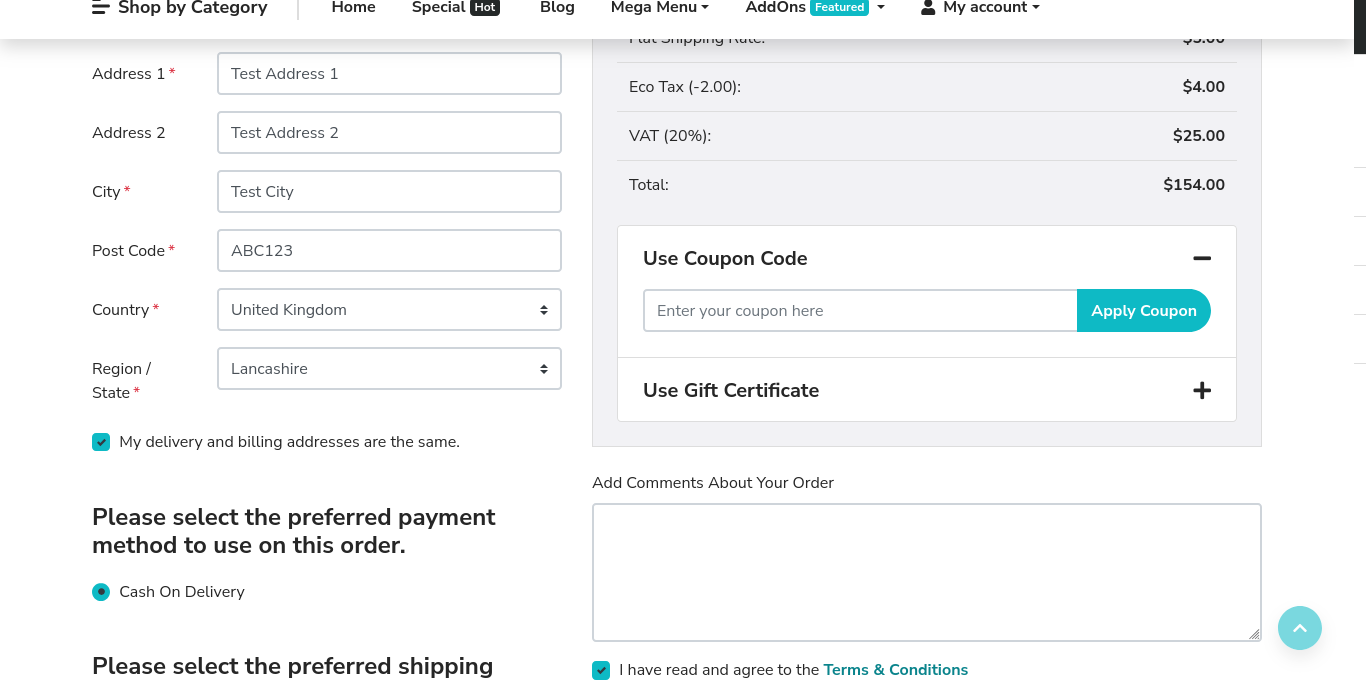 Shop by Category
Home
Special Hot
Blog
Mega Menu
AddOns Featured
My account
Address 1 *
Test Address 1
Address 2
Test Address 2
City *
Test City
Post Code *
ABC123
Country *
United Kingdom
Region /
State *
Lancashire
My delivery and billing addresses are the same.
Please select the preferred payment
method to use on this order.
Cash On Delivery
Please select the preferred shipping
Flat Shipping Rate: $5.00
Eco Tax (-2.00): $4.00
VAT (20%): $25.00
Total: $154.00
Use Coupon Code
Enter your coupon here
Apply Coupon
Use Gift Certificate
Add Comments About Your Order
I have read and agree to the Terms & Conditions